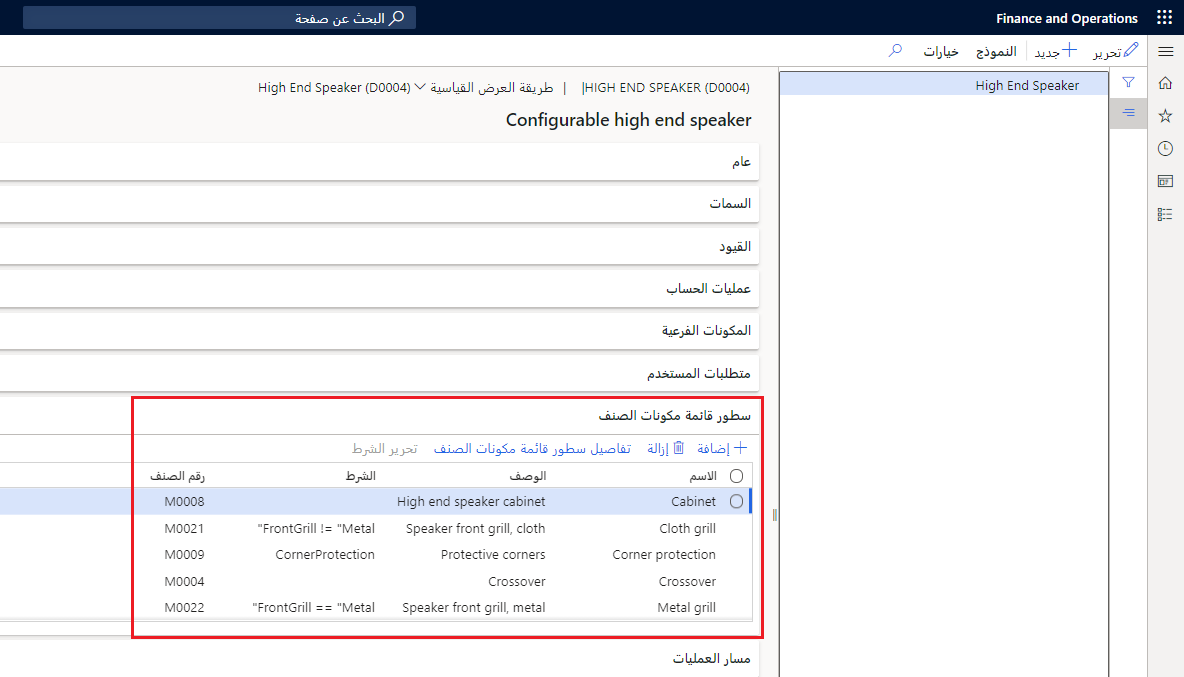 Finance and Operations البحث عن صفحة
تحرير جديد النموذج خيارات
High End Speaker
HIGH END SPEAKER (D0004)| | طريقة العرض القياسية High End Speaker (D0004)
Configurable high end speaker
عام
السمات
القيود
عمليات الحساب
المكونات الفرعية
متطلبات المستخدم
سطور قائمة مكونات الصنف
إضافة إزالة تفاصيل سطور قائمة مكونات الصنف تحرير الشرط
الاسم الوصف الشرط رقم الصنف
Cabinet High end speaker cabinet M0008
Cloth grill Speaker front grill, cloth "FrontGrill != "Metal M0021
Corner protection Protective corners CornerProtection M0009
Crossover Crossover M0004
Metal grill Speaker front grill, metal "FrontGrill == "Metal M0022
مسار العمليات